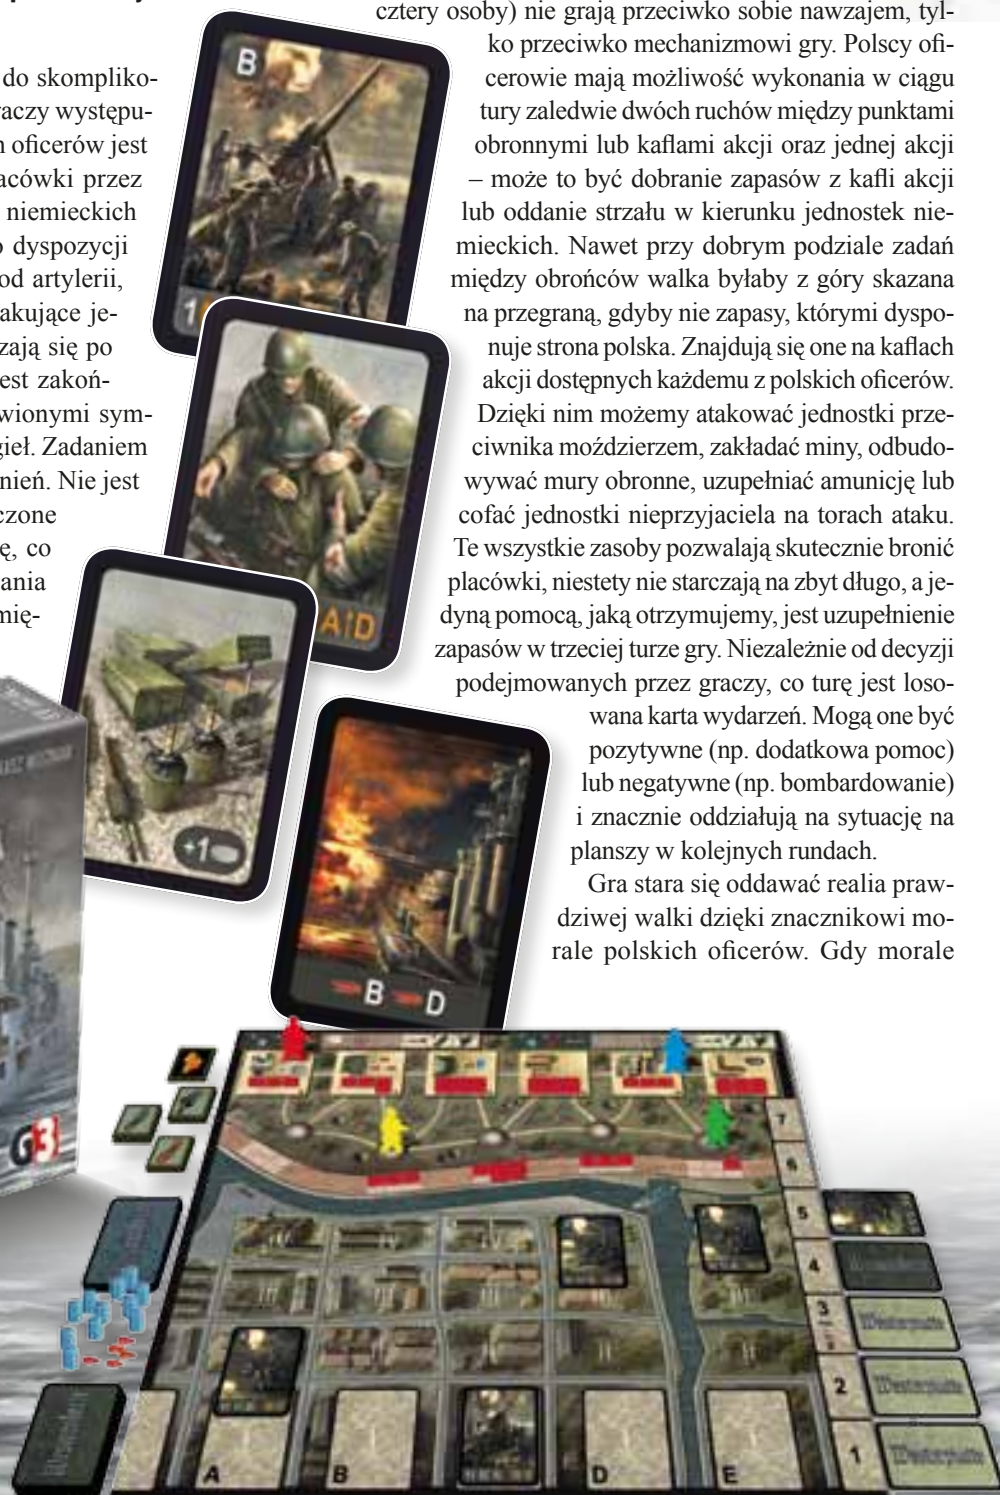 do skompliko-
raczy występu-
oficerów jest
acówki przez
niemieckich
dyspozycji
od artylerii,
akujące je-
zają się po
est zakoń-
wionymi sym-
gieł. Zadaniem
nień. Nie jest
czone
ę, co
ania
mię-
cztery osoby) nie grają przeciwko sobie nawzajem, tyl-
ko przeciwko mechanizmowi gry. Polscy ofi-
cerowie mają możliwość wykonania w ciągu
tury zaledwie dwóch ruchów między punktami
obronnymi lub kaflami akcji oraz jednej akcji
– może to być dobranie zapasów z kafli akcji
lub oddanie strzału w kierunku jednostek nie-
mieckich. Nawet przy dobrym podziale zadań
między obrońców walka byłaby z góry skazana
na przegraną, gdyby nie zapasy, którymi dyspo-
nuje strona polska. Znajdują się one na kaflach
akcji dostępnych każdemu z polskich oficerów.
Dzięki nim możemy atakować jednostki prze-
ciwnika moździerzem, zakładać miny, odbudo-
wywać mury obronne, uzupełniać amunicję lub
cofać jednostki nieprzyjaciela na torach ataku.
Te wszystkie zasoby pozwalają skutecznie bronić
placówki, niestety nie starczają na zbyt długo, a je-
dyną pomocą, jaką otrzymujemy, jest uzupełnienie
zapasów w trzeciej turze gry. Niezależnie od decyzji
podejmowanych przez graczy, co turę jest loso-
wana karta wydarzeń. Mogą one być
pozytywne (np. dodatkowa pomoc)
lub negatywne (np. bombardowanie)
i znacznie oddziałują na sytuację na
planszy w kolejnych rundach.
Gra stara się oddawać realia praw-
dziwej walki dzięki znacznikowi mo-
rale polskich oficerów. Gdy morale
B
1
A↑D
+1
B D
G3
7
6
5
4
3
2
1
A
B
D
E
Westerplatte
Westerplatte
Westerplatte